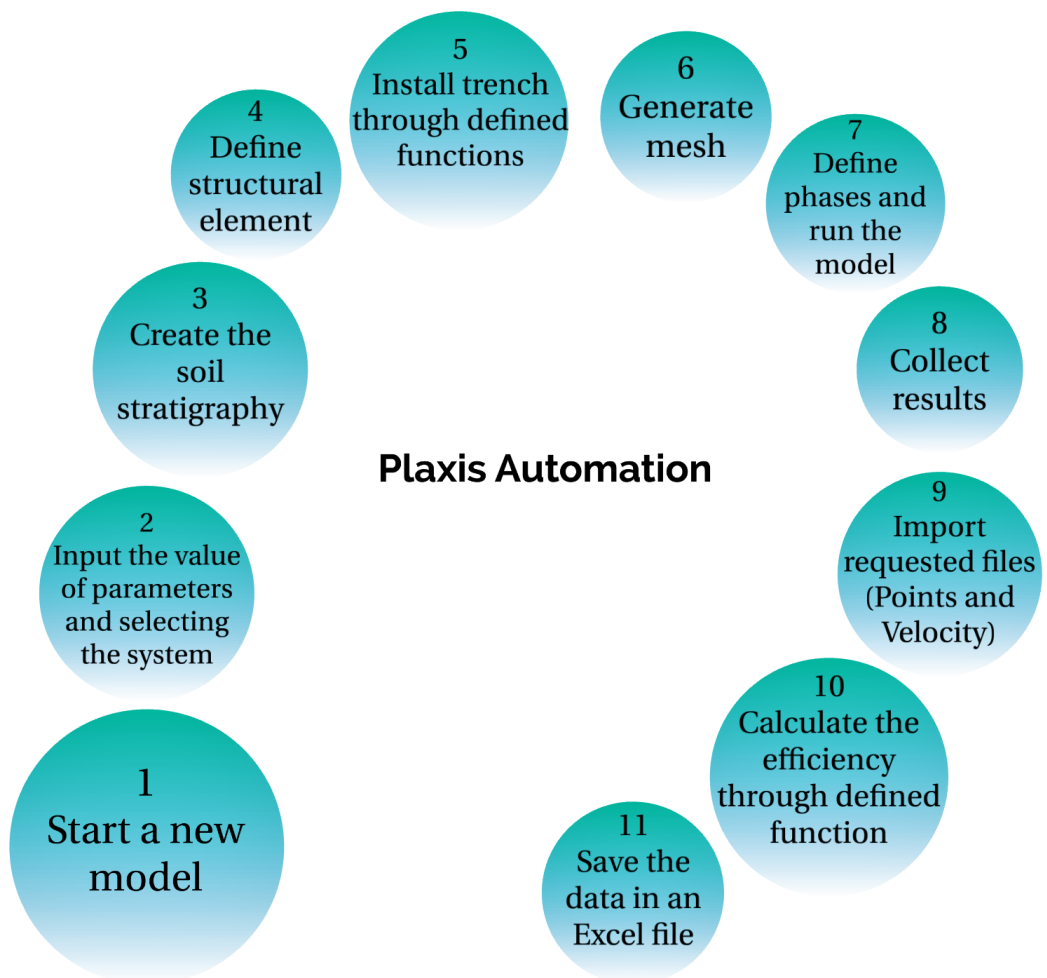 1
Start a new
model
2
Input the value
of parameters
and selecting
the system
3
Create the
soil
stratigraphy
4
Define
structural
element
5
Install trench
through defined
functions
6
Generate
mesh
7
Define
phases and
run the
model
8
Collect
results
9
Import
requested files
(Points and
Velocity)
10
Calculate the
efficiency
through defined
function
11
Save the
data in an
Excel file
Plaxis Automation